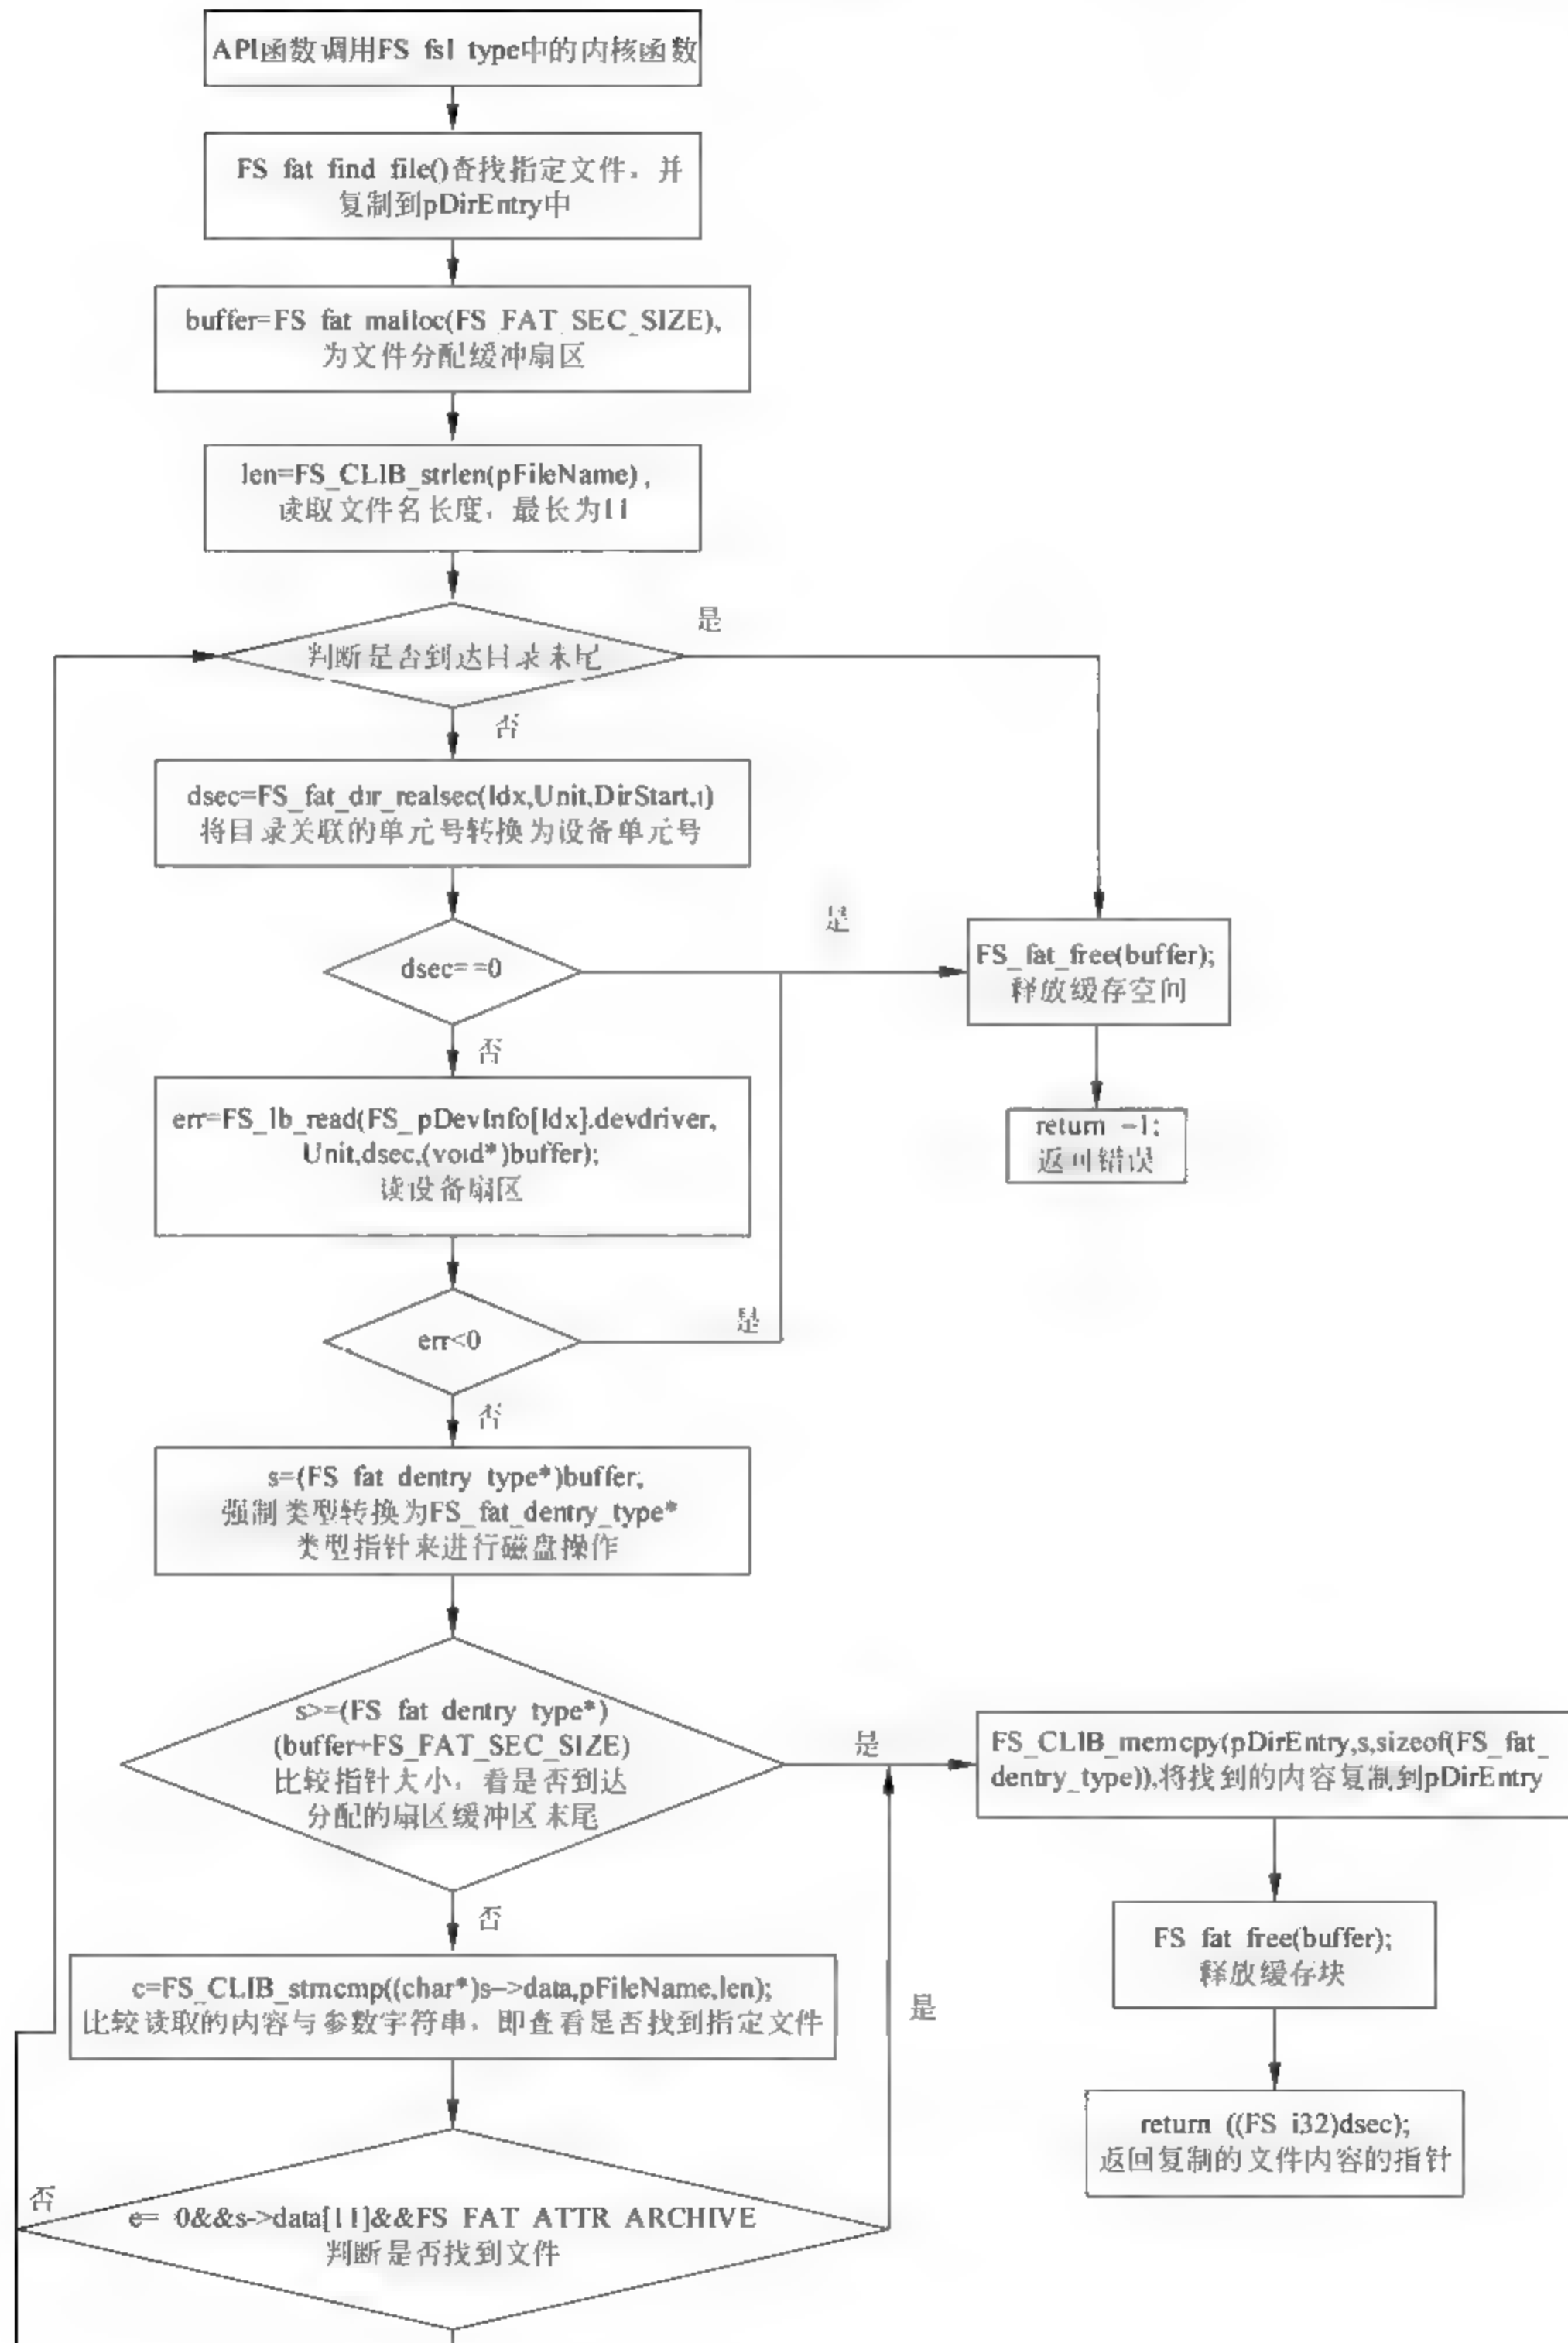 API函数调用FS fsl type中的内核函数
FS fat find file()查找指定文件，并
复制到pDirEntry中
buffer=FS fat malloc(FS FAT SEC_SIZE),
为文件分配缓冲扇区
len=FS_CLIB_strlen(pFileName),
读取文件名长度，最长为11
是
判断是否到达目录末尾
否
dsec=FS_fat_dir_realsec(Idx,Unit,DirStart,i)
将目录关联的单元号转换为设备单元号
是
dsec==0
FS_fat_free(buffer);
释放缓存空间
否
err=FS_lb_read(FS_pDevInfo[Idx].devdriver,
Unit,dsec,(void*)buffer);
读设备扇区
return -1;
返回错误
是
err<0
否
s=(FS fat dentry type*)buffer,
强制类型转换为FS_fat_dentry_type*
类型指针来进行磁盘操作
s>=(FS fat dentry type*)
(buffer+FS_FAT_SEC_SIZE)
比较指针大小，看是否到达
分配的扇区缓冲区末尾
是
FS_CLIB_memcpy(pDirEntry,s,sizeof(FS_fat_
dentry_type)),将找到的内容复制到pDirEntry
否
FS fat free(buffer);
释放缓存块
c=FS_CLIB_strncmp((char*)s->data,pFileName,len);
比较读取的内容与参数字符串，即查看是否找到指定文件
是
return ((FS i32)dsec);
返回复制的文件内容的指针
否
e= 0&&s->data[11]&&FS FAT ATTR ARCHIVE
判断是否找到文件